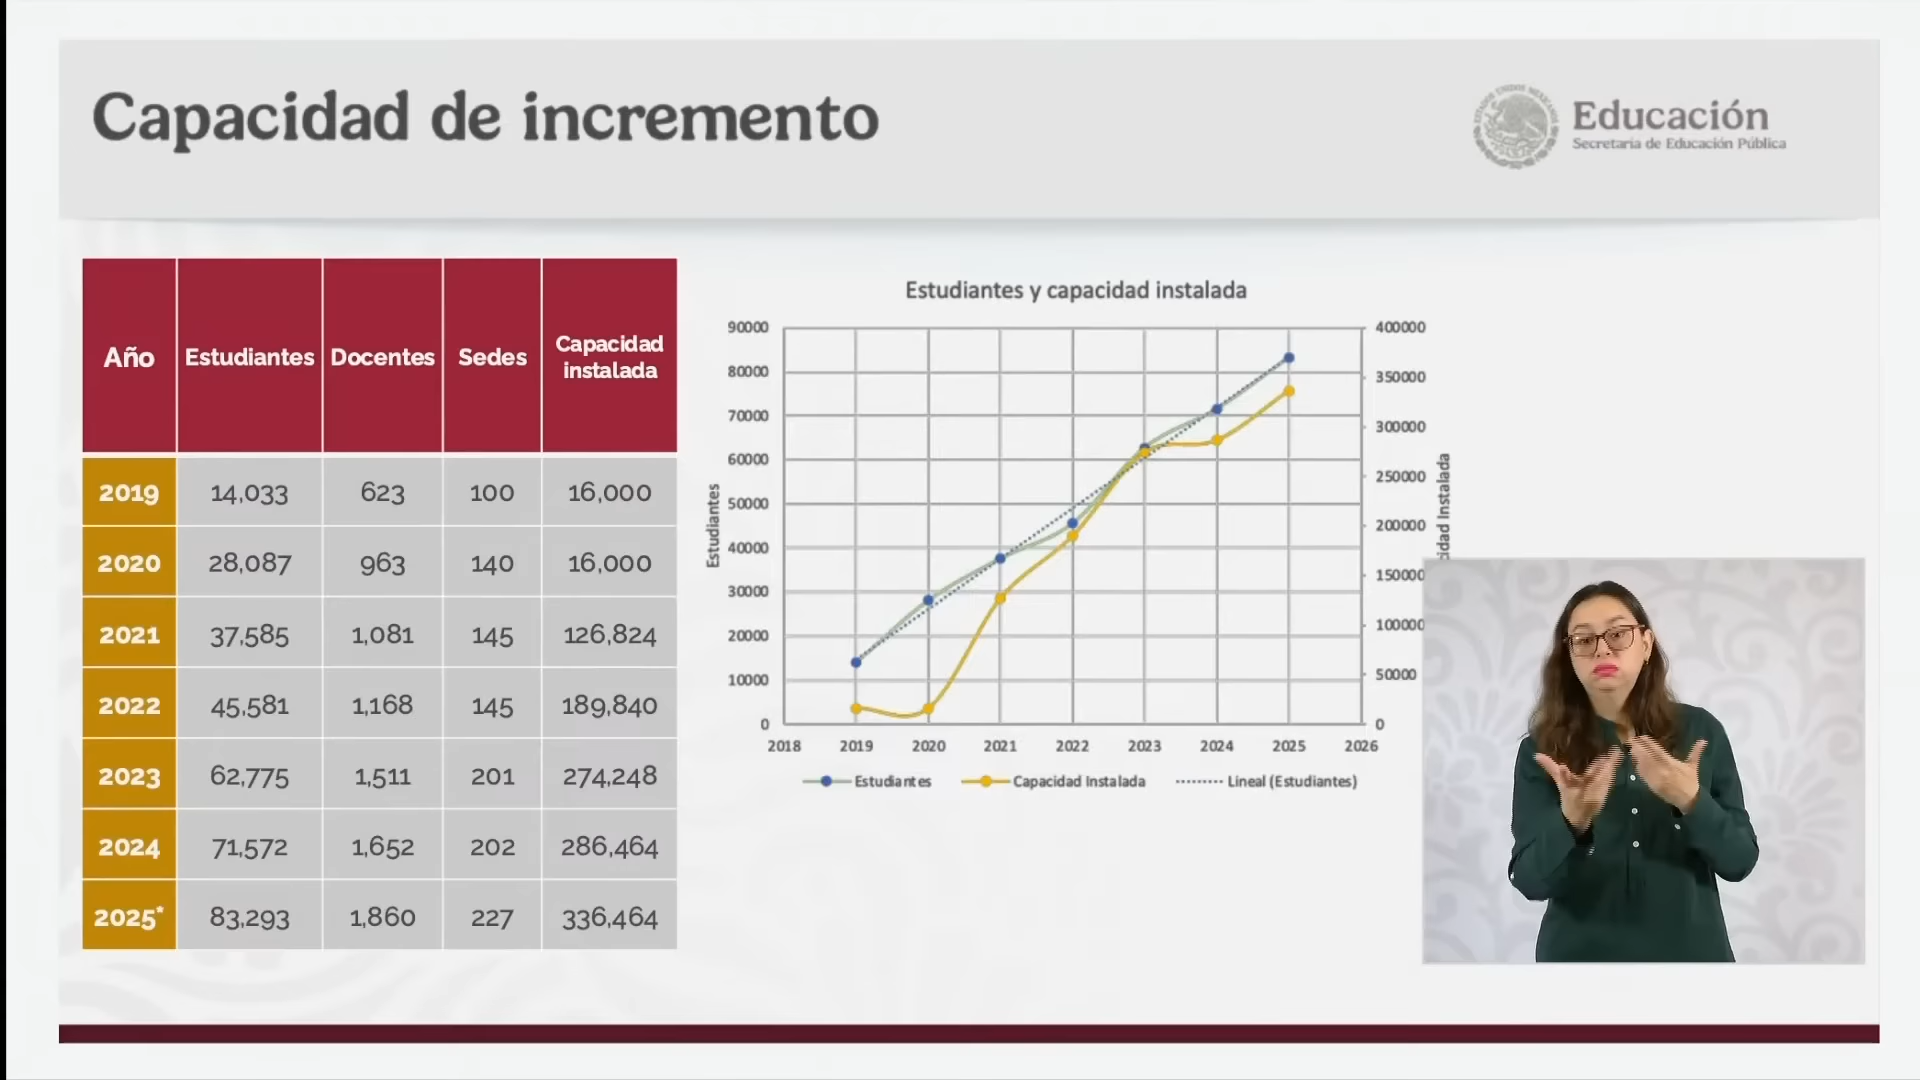 Capacidad de incremento
ESTADOS UNIDOS MEXICANOS
Educación
Secretaría de Educación Pública
Año Estudiantes Docentes Sedes Capacidad instalada
2019 14,033 623 100 16,000
2020 28,087 963 140 16,000
2021 37,585 1,081 145 126,824
2022 45,581 1,168 145 189,840
2023 62,775 1,511 201 274,248
2024 71,572 1,652 202 286,464
2025* 83,293 1,860 227 336,464
Estudiantes y capacidad instalada
90000
80000
70000
60000
50000
40000
30000
20000
10000
0
Estudiantes
400000
350000
300000
250000
200000
150000
100000
50000
0
idad Instalada
2018 2019 2020 2021 2022 2023 2024 2025 2026
Estudiantes Capacidad Instalada Lineal (Estudiantes)